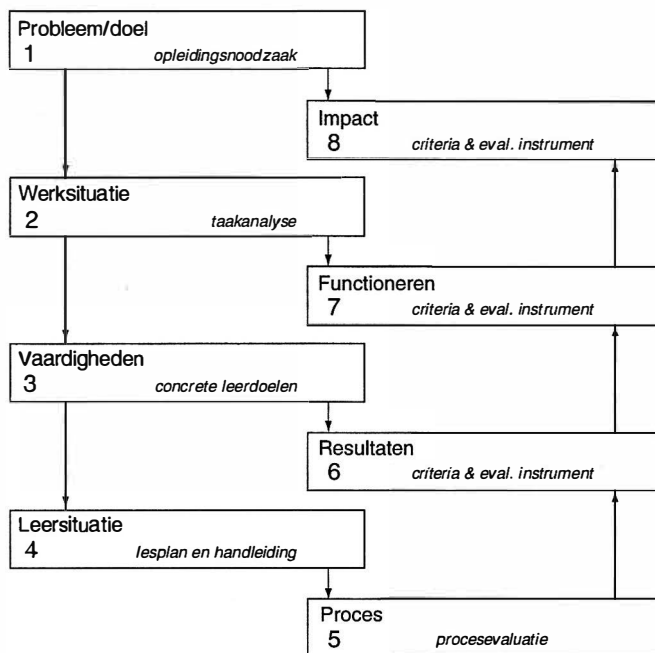 Probleem/doel
1 opleidingsnoodzaak
Impact
8 criteria & eval. instrument
Werksituatie
2 taakanalyse
Functioneren
7 criteria & eval. instrument
Vaardigheden
3 concrete leerdoelen
Resultaten
6 criteria & eval. instrument
Leersituatie
4 lesplan en handleiding
Proces
5 procesevaluatie